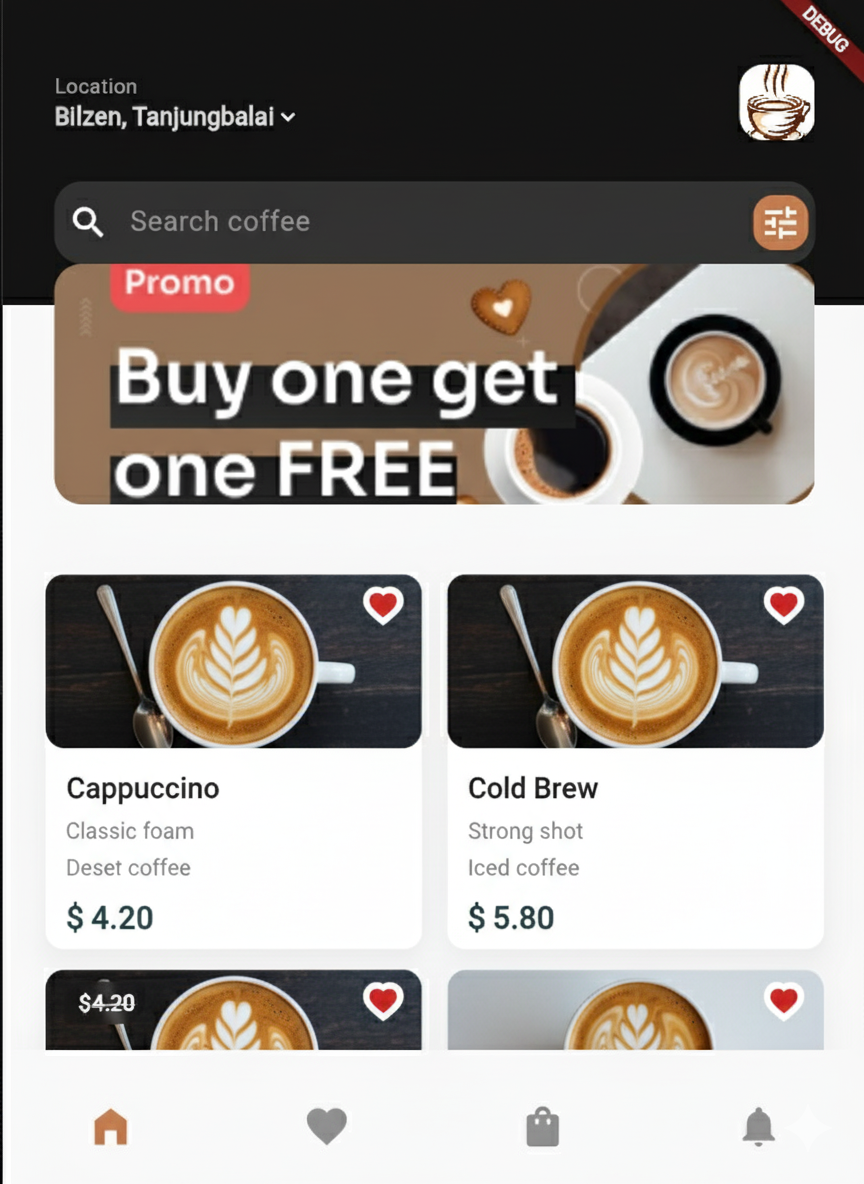 DEBUG
Location
Bilzen, Tanjungbalai
Search coffee
Promo
Buy one get
one FREE
Cappuccino
Classic foam
Deset coffee
$ 4.20
Cold Brew
Strong shot
Iced coffee
$ 5.80
$4.20